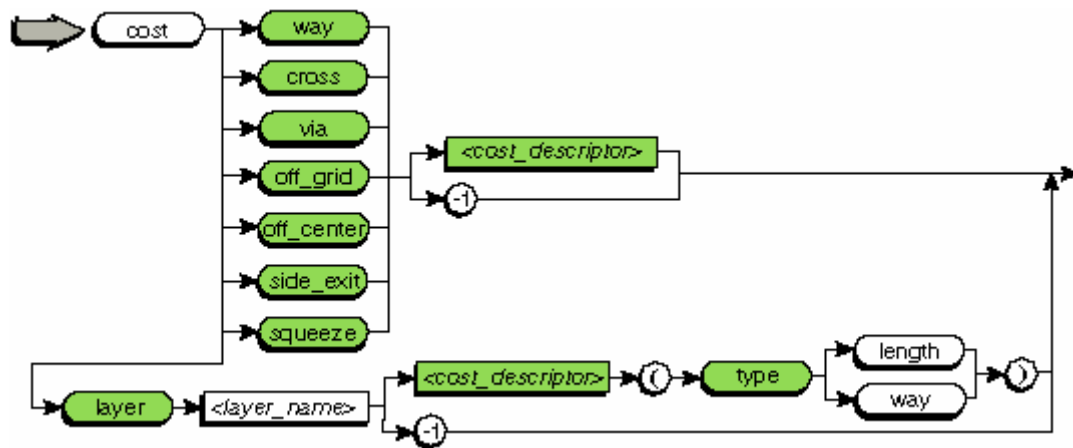 cost
way
cross
via
off_grid
off_center
side_exit
squeeze
<cost_descriptor>
-1
layer
<layer_name>
<cost_descriptor>
(
type
length
way
)
-1